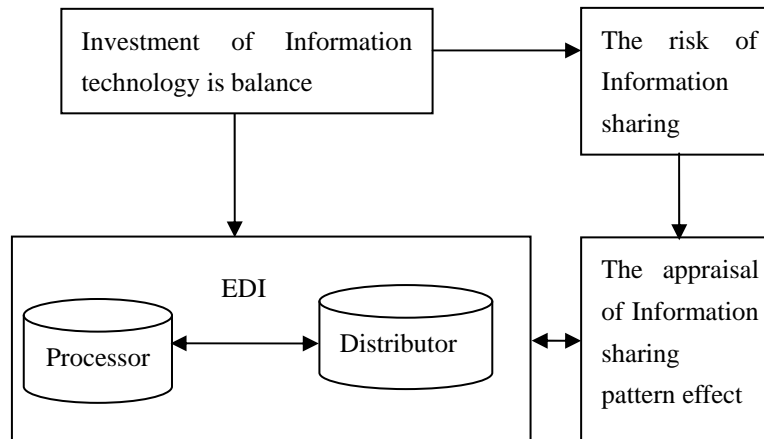 Investment of Information
technology is balance
The risk of
Information
sharing
EDI
Processor
Distributor
The appraisal
of Information
sharing
pattern effect